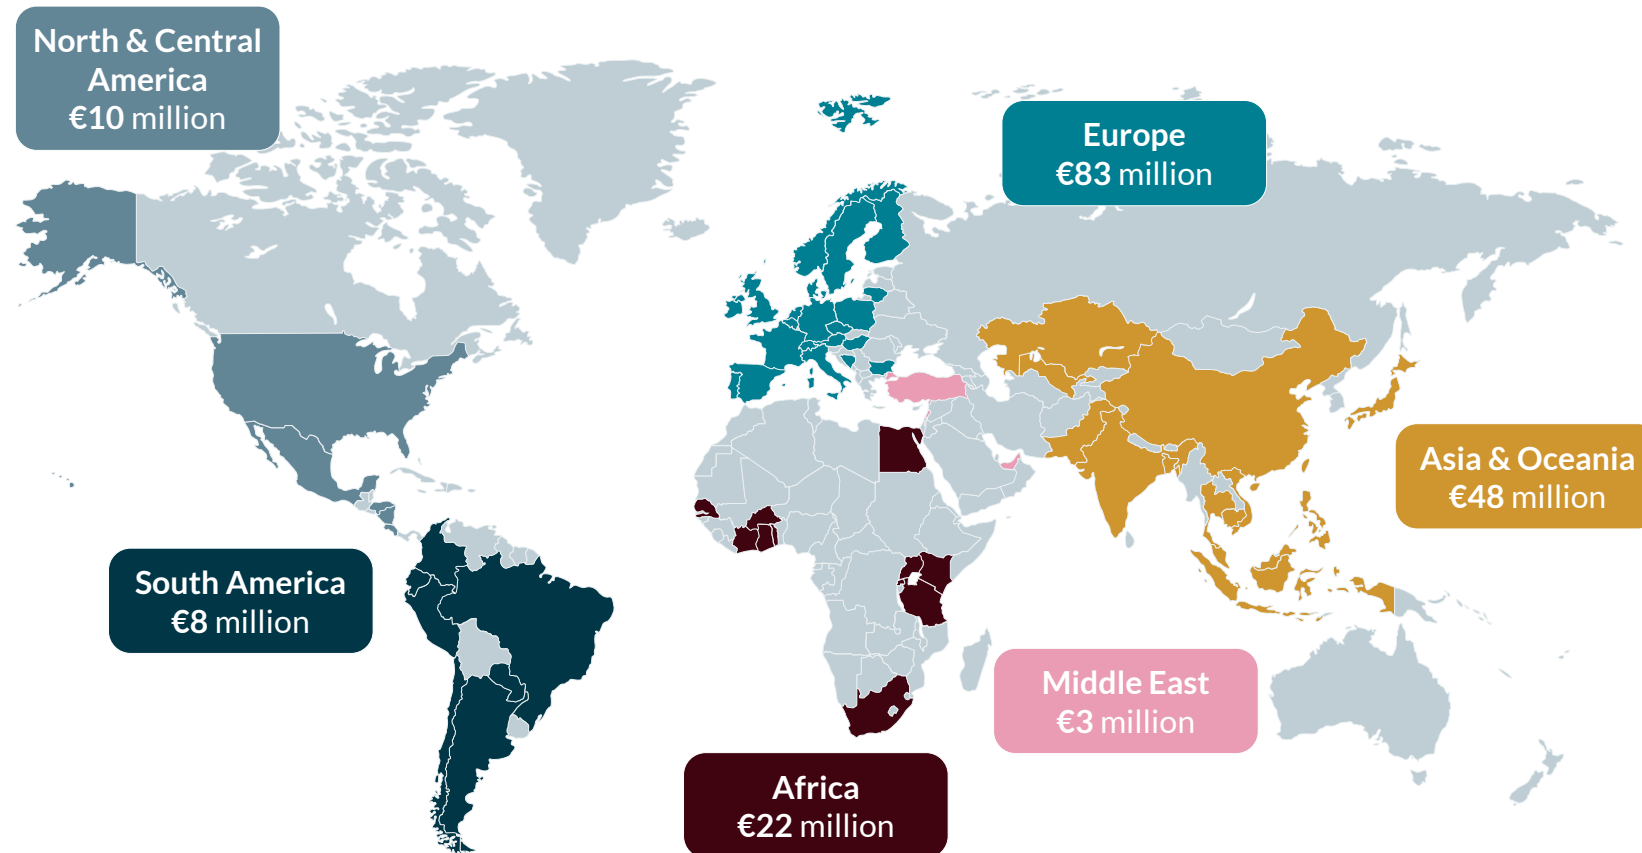 North & Central
America
€10 million
Europe
€83 million
Asia & Oceania
€48 million
South America
€8 million
Middle East
€3 million
Africa
€22 million